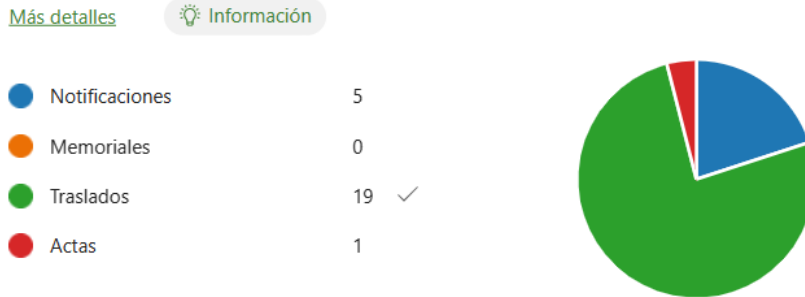 Más detalles Información
Notificaciones 5
Memoriales 0
Traslados 19
Actas 1